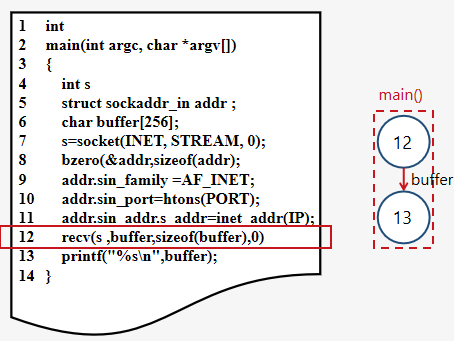 1 int
2 main(int argc, char *argv[])
3 {
4 int s
5 struct sockaddr_in addr ;
6 char buffer[256];
7 s=socket(INET, STREAM, 0);
8 bzero(&addr,sizeof(addr);
9 addr.sin_family =AF_INET;
10 addr.sin_port=htons(PORT);
11 addr.sin_addr.s_addr=inet_addr(IP);
12 recv(s ,buffer,sizeof(buffer),0)
13 printf("%s\n",buffer);
14 }
main()
12
buffer
13